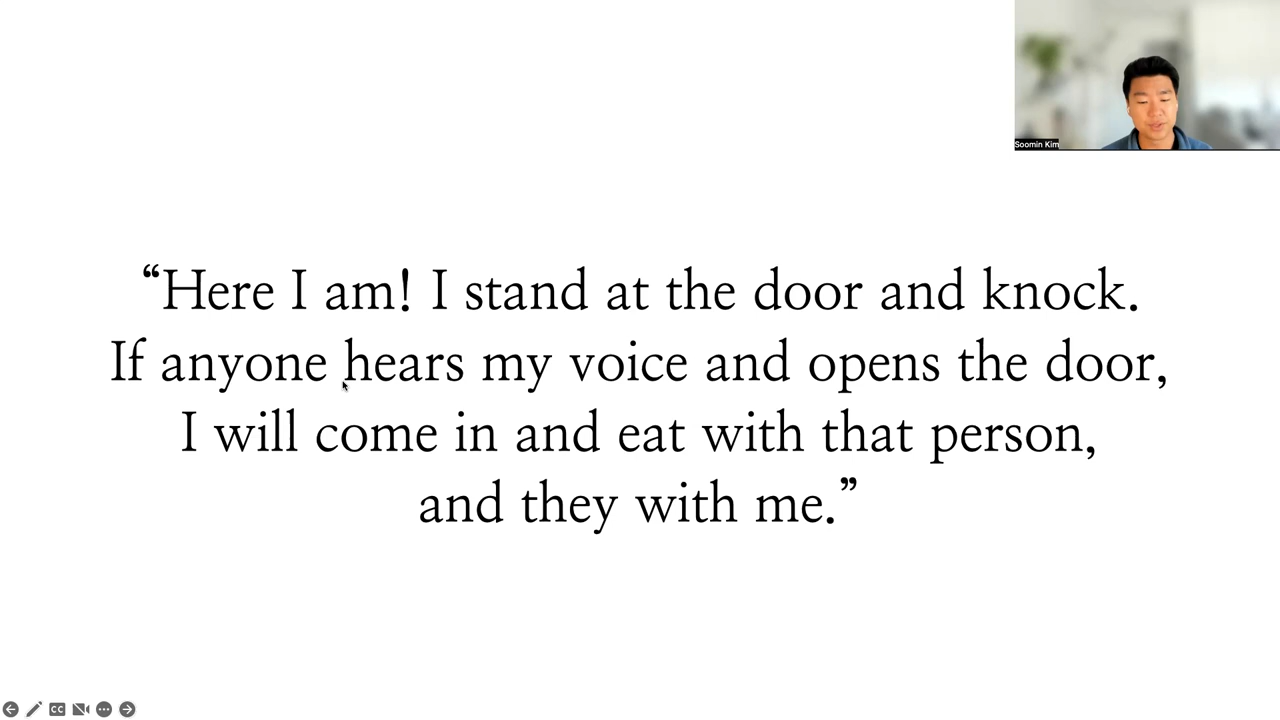 Soomin Kim
“Here I am! I stand at the door and knock.
If anyone hears my voice and opens the door,
I will come in and eat with that person,
and they with me.”
CC